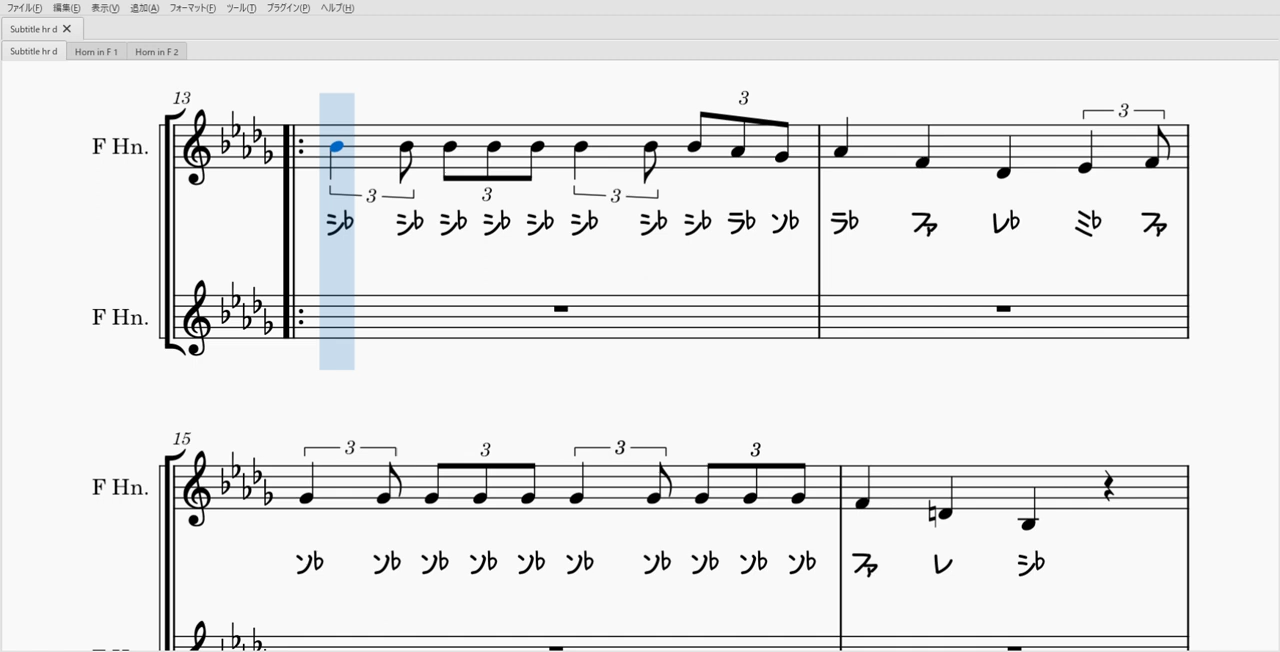 ファイル(F) 編集(E) 表示(V) 追加(A) フォーマット(F) ツール(T) プラグイン(P) ヘルプ(H)
Subtitle hr d
Subtitle hr d Horn in F 1 Horn in F 2
13
3
3
F Hn.
3
3
3
シ♭ シ♭ シ♭ シ♭ シ♭ シ♭ シ♭ シ♭ ラ♭ ソ♭ ラ♭ ファ レ♭ ミ♭ ファ
F Hn.
15
3 3 3 3
F Hn.
ソ♭ ソ♭ ソ♭ ソ♭ ソ♭ ソ♭ ソ♭ ソ♭ ソ♭ ソ♭ ファ レ シ♭